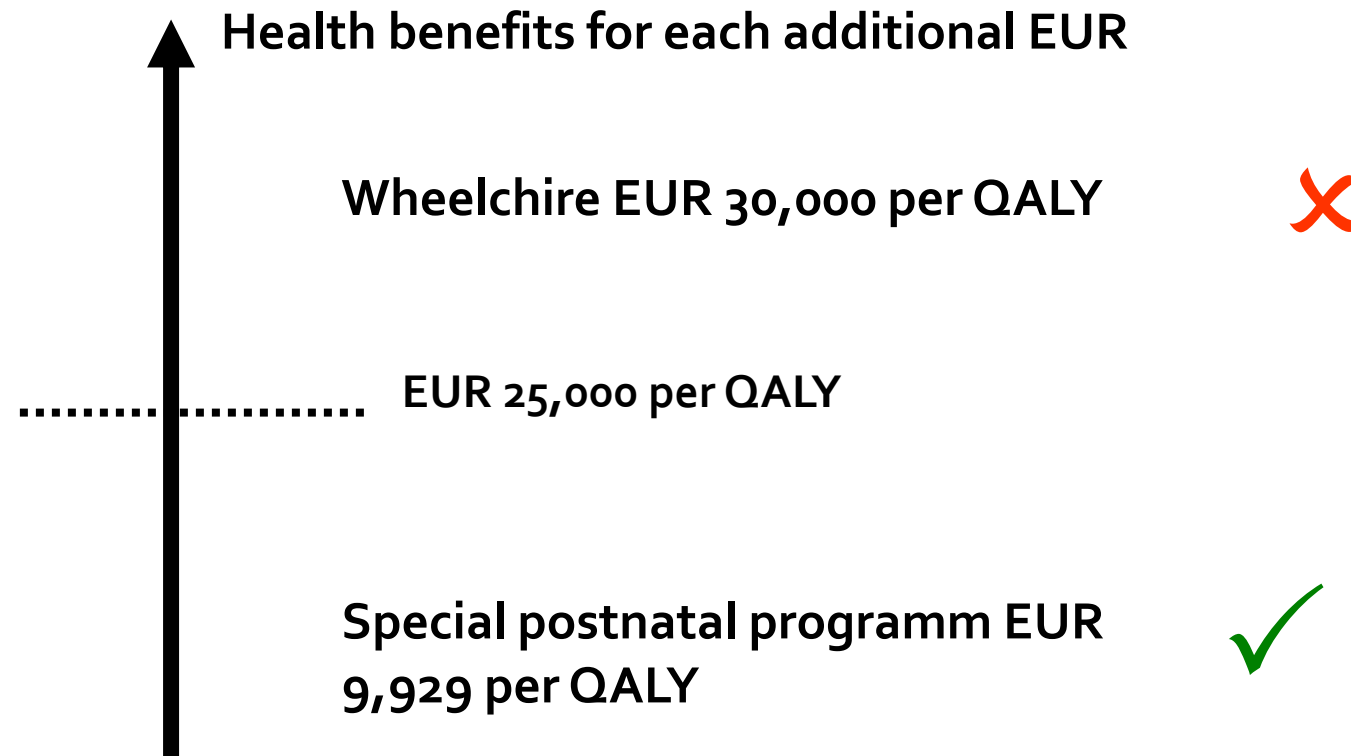 Health benefits for each additional EUR
Wheelchire EUR 30,000 per QALY
EUR 25,000 per QALY
Special postnatal programm EUR
9,929 per QALY